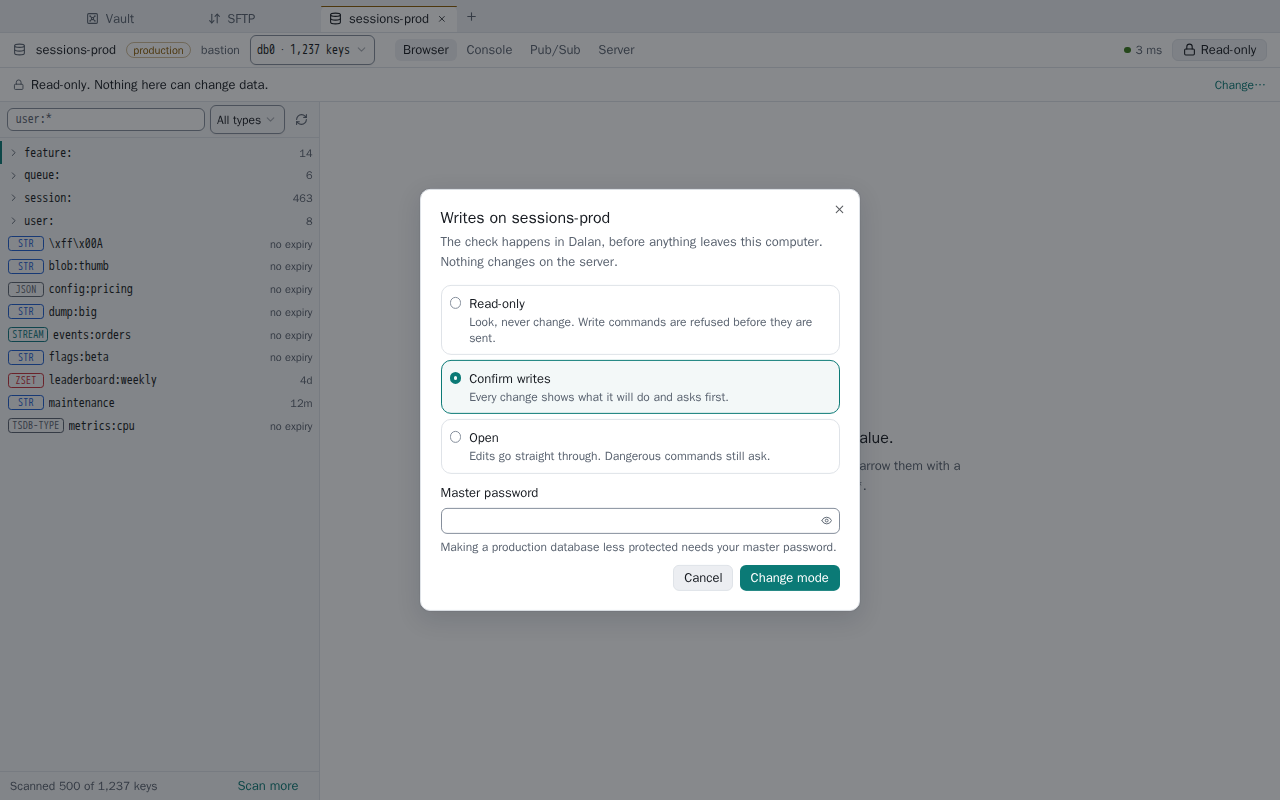 Vault
SFTP
sessions-prod
sessions-prod
production
bastion
db0 · 1,237 keys
Browser
Console
Pub/Sub
Server
3 ms
Read-only
Read-only. Nothing here can change data.
Change···
user:*
All types
feature:
14
queue:
6
session:
463
user:
8
STR \xff\x00A no expiry
STR blob:thumb no expiry
JSON config:pricing no expiry
STR dump:big no expiry
STREAM events:orders no expiry
STR flags:beta no expiry
ZSET leaderboard:weekly 4d
STR maintenance 12m
TSDB-TYPE metrics:cpu no expiry
Scanned 500 of 1,237 keys
Scan more
Writes on sessions-prod
The check happens in Dalan, before anything leaves this computer.
Nothing changes on the server.
Read-only
Look, never change. Write commands are refused before they are
sent.
Confirm writes
Every change shows what it will do and asks first.
Open
Edits go straight through. Dangerous commands still ask.
Master password
Making a production database less protected needs your master password.
Cancel
Change mode
alue.
arrow them with a